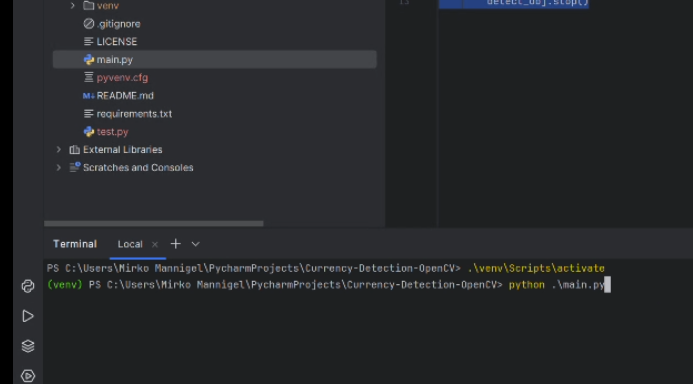 venv
13
detect_obj.stop()
.gitignore
LICENSE
main.py
pyvenv.cfg
M↓ README.md
requirements.txt
test.py
External Libraries
Scratches and Consoles
Terminal Local
PS C:\Users\Mirko Mannigel\PycharmProjects\Currency-Detection-OpenCV> .\venv\Scripts\activate
(venv) PS C:\Users\Mirko Mannigel\PycharmProjects\Currency-Detection-OpenCV> python .\main.py